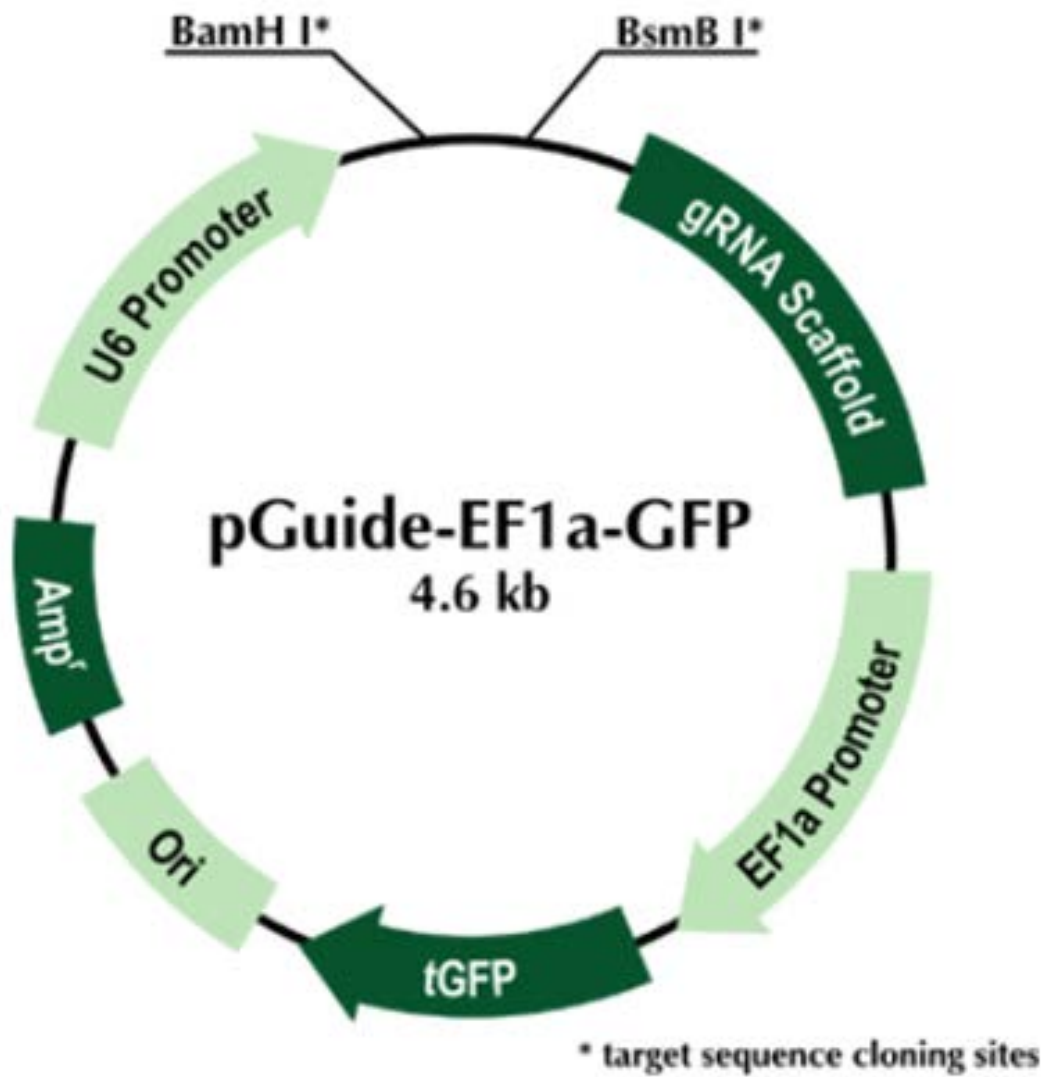 BamH I*
BsmB I*
U6 Promoter
gRNA Scaffold
pGuide-EF1a-GFP
4.6 kb
Ampʳ
EF1a Promoter
Ori
tGFP
* target sequence cloning sites